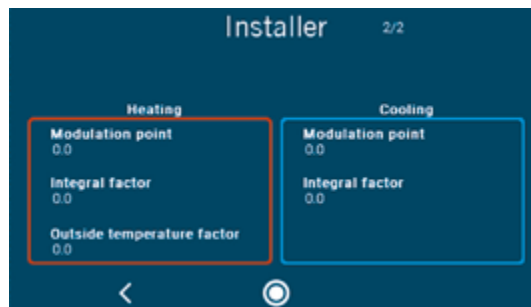 Installer 2/2
Heating
Modulation point
0.0
Integral factor
0.0
Outside temperature factor
0.0
Cooling
Modulation point
0.0
Integral factor
0.0